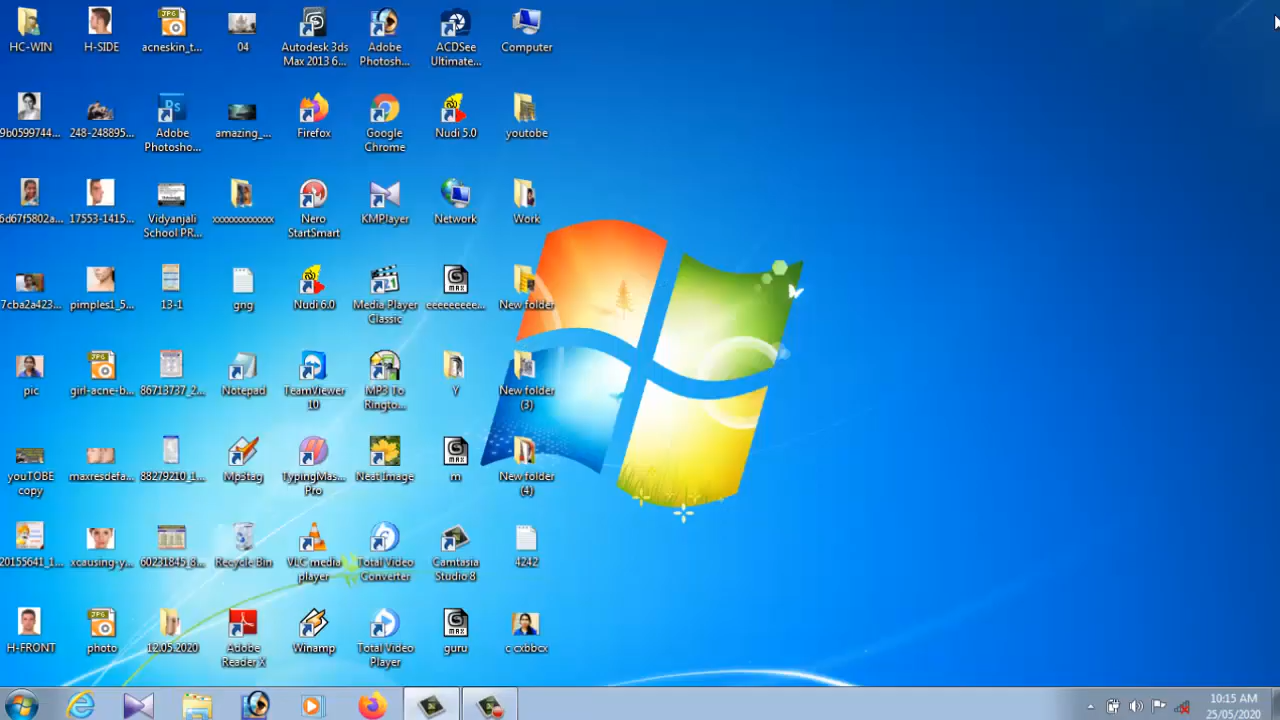 HC-WIN
H-SIDE
acneskin_t...
04
Autodesk 3ds
Max 2013 6...
Adobe
Photosh...
ACDSee
Ultimate...
Computer
9b0599744...
248-248895...
Adobe
Photosho...
amazing_...
Firefox
Google
Chrome
Nudi 5.0
youtobe
6d67f5802a...
17553-1415...
Vidyanjali
School PR...
xxxxxxxxxxxxx
Nero
StartSmart
KMPlayer
Network
Work
7cba2a423...
pimples1_5...
13-1
gng
Nudi 6.0
Media Player
Classic
eeeeeeeee...
New folder
pic
girl-acne-b...
86713737_2...
Notepad
TeamViewer
10
MP3 To
Ringto...
Y
New folder
(3)
youTOBE
copy
maxresdefa...
88279210_1...
Mp3tag
TypingMas...
Pro
Neat Image
m
New folder
(4)
20155641_1...
xcausing-y...
60231845_8...
Recycle Bin
VLC media
player
Total Video
Converter
Camtasia
Studio 8
4242
H-FRONT
photo
12.05.2020
Adobe
Reader X
Winamp
Total Video
Player
guru
c cxbbcx
10:15 AM
25/05/2020